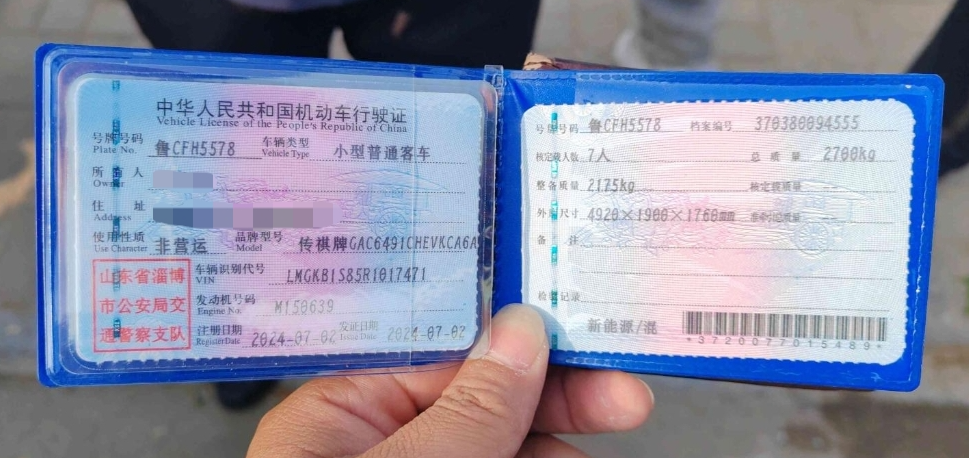 中华人民共和国机动车行驶证
Vehicle License of the People's Republic of China
号牌号码 鲁CFH5578 车辆类型 小型普通客车
Plate No. Vehicle Type
所有人
Owner
住址
Address
使用性质 非营运 品牌型号 传祺牌GAC6491CHEVKCA6A
Use Character Model
山东省淄博
市公安局交
通警察支队
车辆识别代号 LMGKB1S85R1017471
VIN
发动机号码 M150639
Engine No.
注册日期 2024-07-02 发证日期 2024-07-02
Register Date Issue Date
号牌号码 鲁CFH5578 档案编号 370380094555
核定载人数 7人 总质量 2700kg
整备质量 2175kg 核定载质量 --
外廓尺寸 4920×1900×1760mm --
备注
检验记录
新能源/混
*3720077015489*